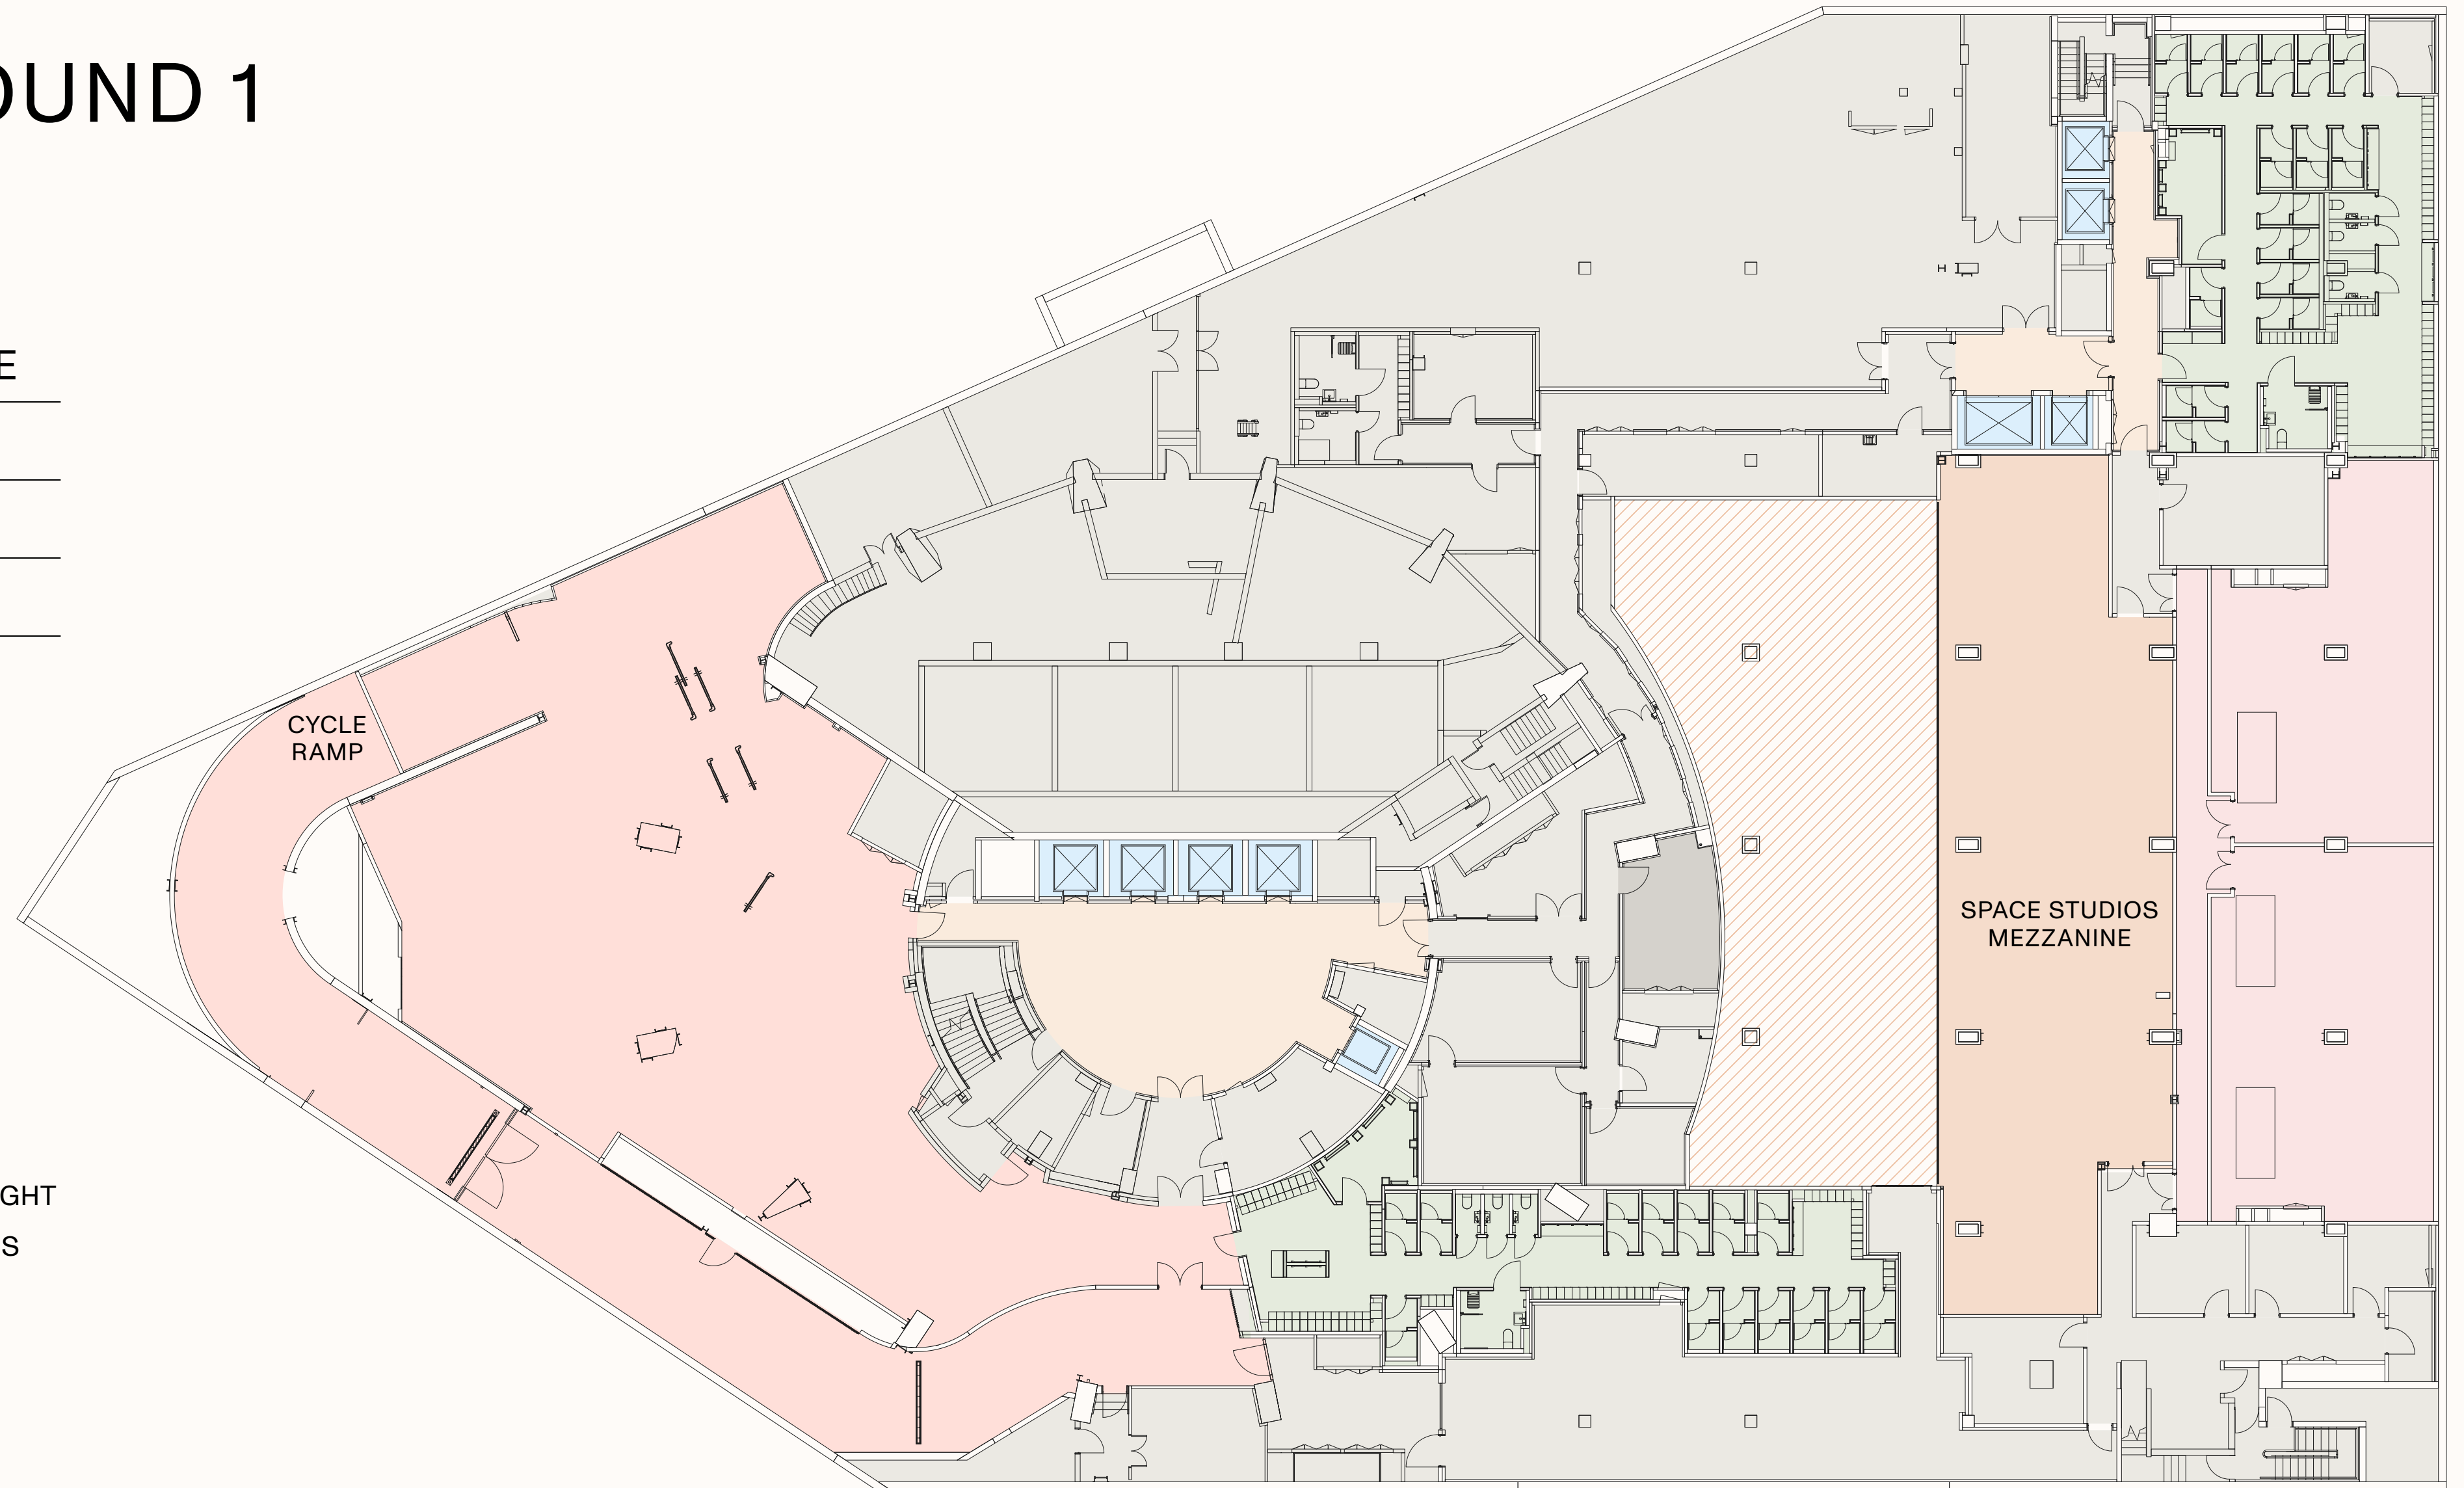 OUND 1
E
CYCLE
RAMP
SPACE STUDIOS
MEZZANINE
GHT
S